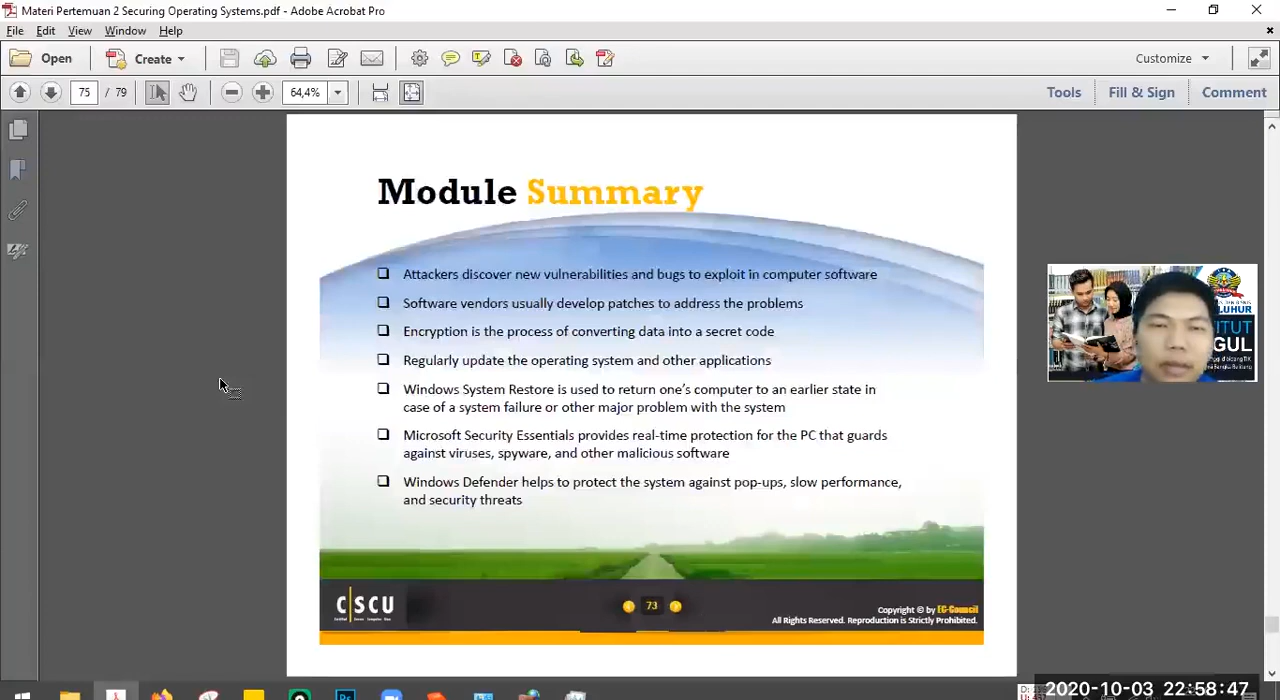 Materi Pertemuan 2 Securing Operating Systems.pdf - Adobe Acrobat Pro
File Edit View Window Help
Open Create Customize
75 / 79 64,4% Tools Fill & Sign Comment
Module Summary
Attackers discover new vulnerabilities and bugs to exploit in computer software
Software vendors usually develop patches to address the problems
Encryption is the process of converting data into a secret code
Regularly update the operating system and other applications
Windows System Restore is used to return one's computer to an earlier state in
case of a system failure or other major problem with the system
Microsoft Security Essentials provides real-time protection for the PC that guards
against viruses, spyware, and other malicious software
Windows Defender helps to protect the system against pop-ups, slow performance,
and security threats
LUHUR
TITUT
GUL
CSCU
73
Copyright © by EC-Council
All Rights Reserved. Reproduction is Strictly Prohibited.
2020-10-03 22:58:47